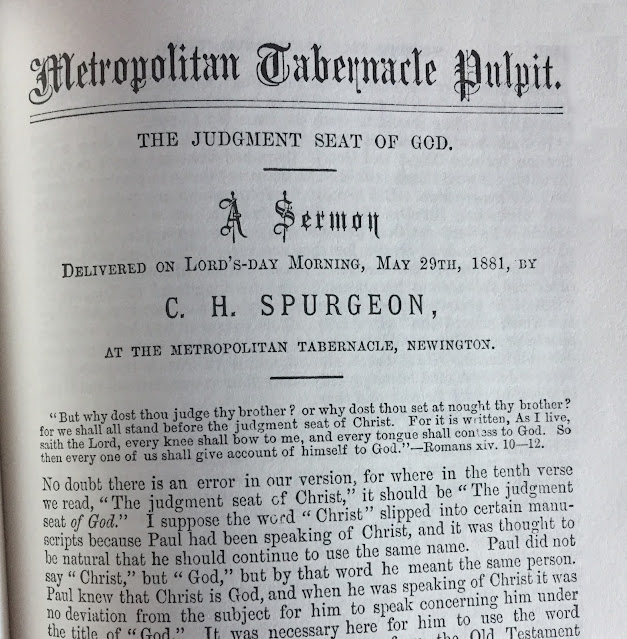 Metropolitan Tabernacle Pulpit.
THE JUDGMENT SEAT OF GOD.
A Sermon
DELIVERED ON LORD'S-DAY MORNING, MAY 29TH, 1881, BY
C. H. SPURGEON,
AT THE METROPOLITAN TABERNACLE, NEWINGTON.
"But why dost thou judge thy brother? or why dost thou set at nought thy brother?
for we shall all stand before the judgment seat of Christ. For it is written, As I live,
saith the Lord, every knee shall bow to me, and every tongue shall confess to God. So
then every one of us shall give account of himself to God."—Romans xiv. 10—12.
No doubt there is an error in our version, for where in the tenth verse
we read, "The judgment seat of Christ," it should be "The judgment
seat of God." I suppose the word "Christ" slipped into certain manu-
scripts because Paul had been speaking of Christ, and it was thought to
be natural that he should continue to use the same name. Paul did not
say "Christ," but "God," but by that word he meant the same person.
Paul knew that Christ is God, and when he was speaking of Christ it was
no deviation from the subject for him to speak concerning him under
the title of "God." It was necessary here for him to use the word
the Old Testament